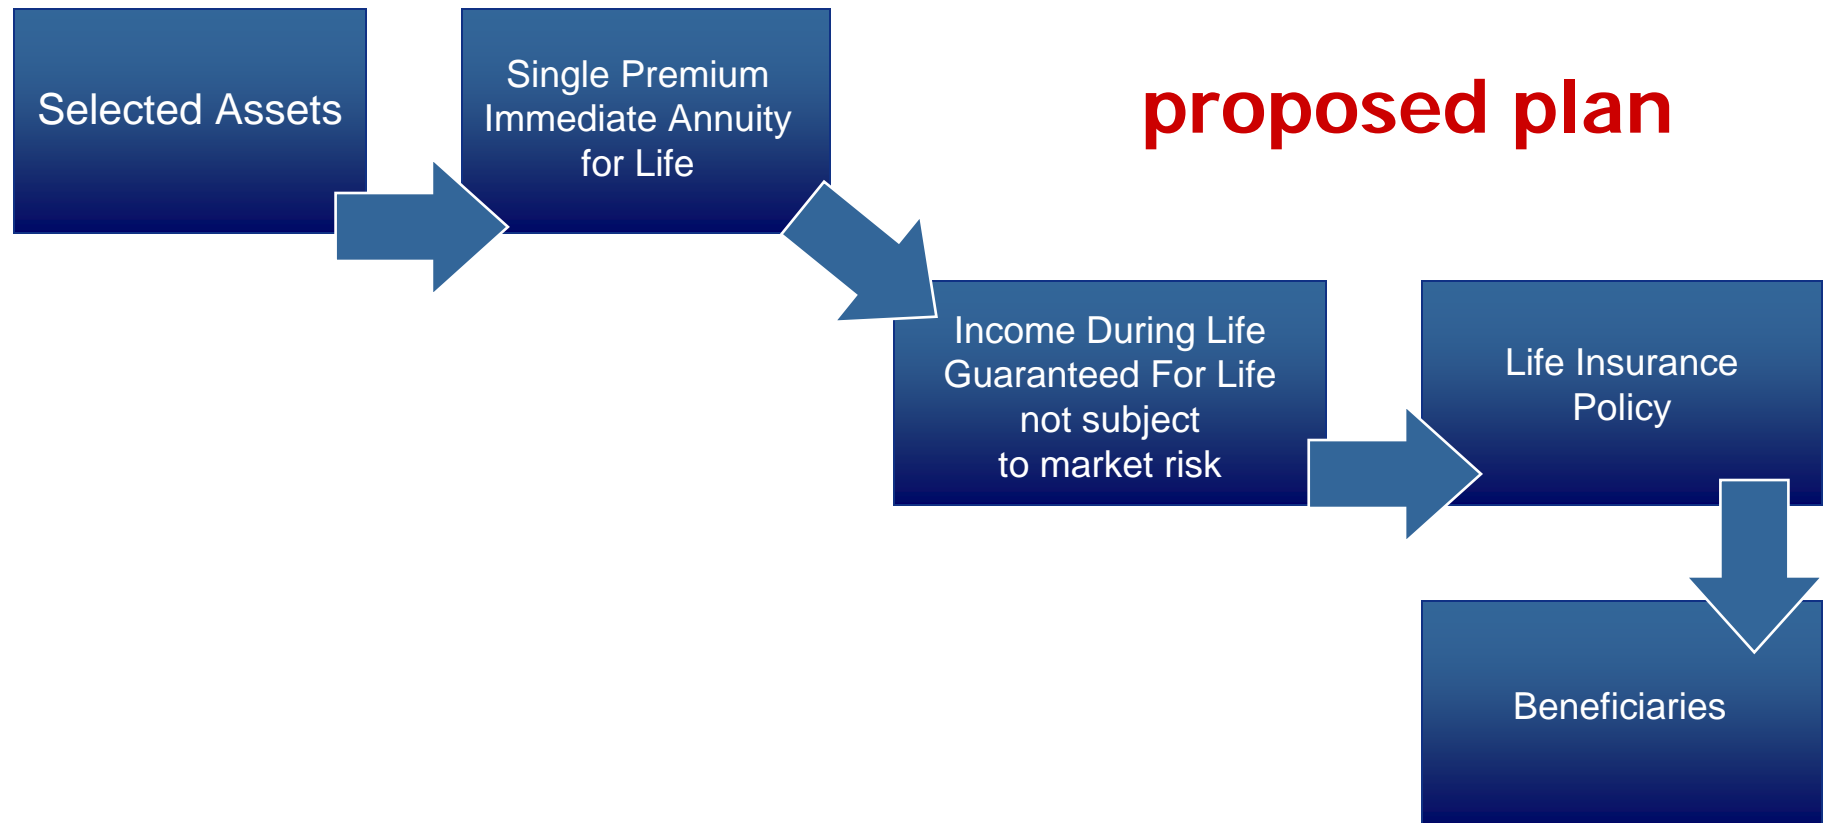 Selected Assets
Single Premium
Immediate Annuity
for Life
proposed plan
Income During Life
Guaranteed For Life
not subject
to market risk
Life Insurance
Policy
Beneficiaries